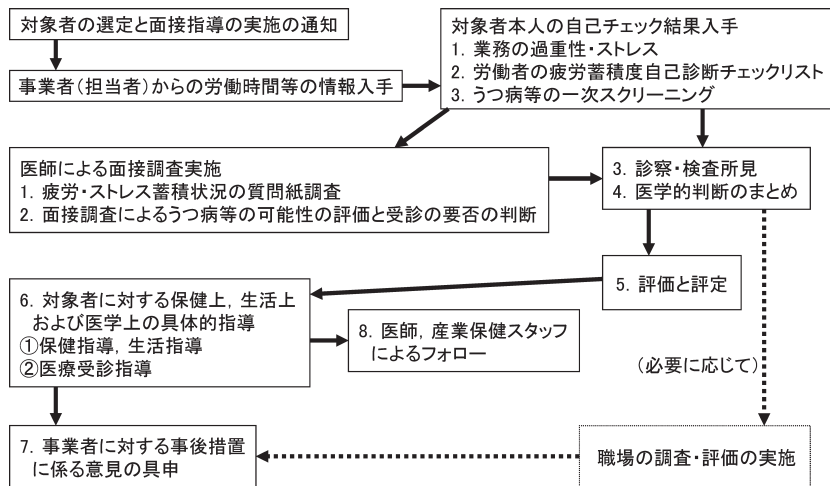 対象者の選定と面接指導の実施の通知
事業者(担当者)からの労働時間等の情報入手
対象者本人の自己チェック結果入手
1. 業務の過重性・ストレス
2. 労働者の疲労蓄積度自己診断チェックリスト
3. うつ病等の一次スクリーニング
医師による面接調査実施
1. 疲労・ストレス蓄積状況の質問紙調査
2. 面接調査によるうつ病等の可能性の評価と受診の要否の判断
3. 診察・検査所見
4. 医学的判断のまとめ
5. 評価と評定
6. 対象者に対する保健上，生活上
および医学上の具体的指導
①保健指導，生活指導
②医療受診指導
8. 医師，産業保健スタッフ
によるフォロー
(必要に応じて)
7. 事業者に対する事後措置
に係る意見の具申
職場の調査・評価の実施